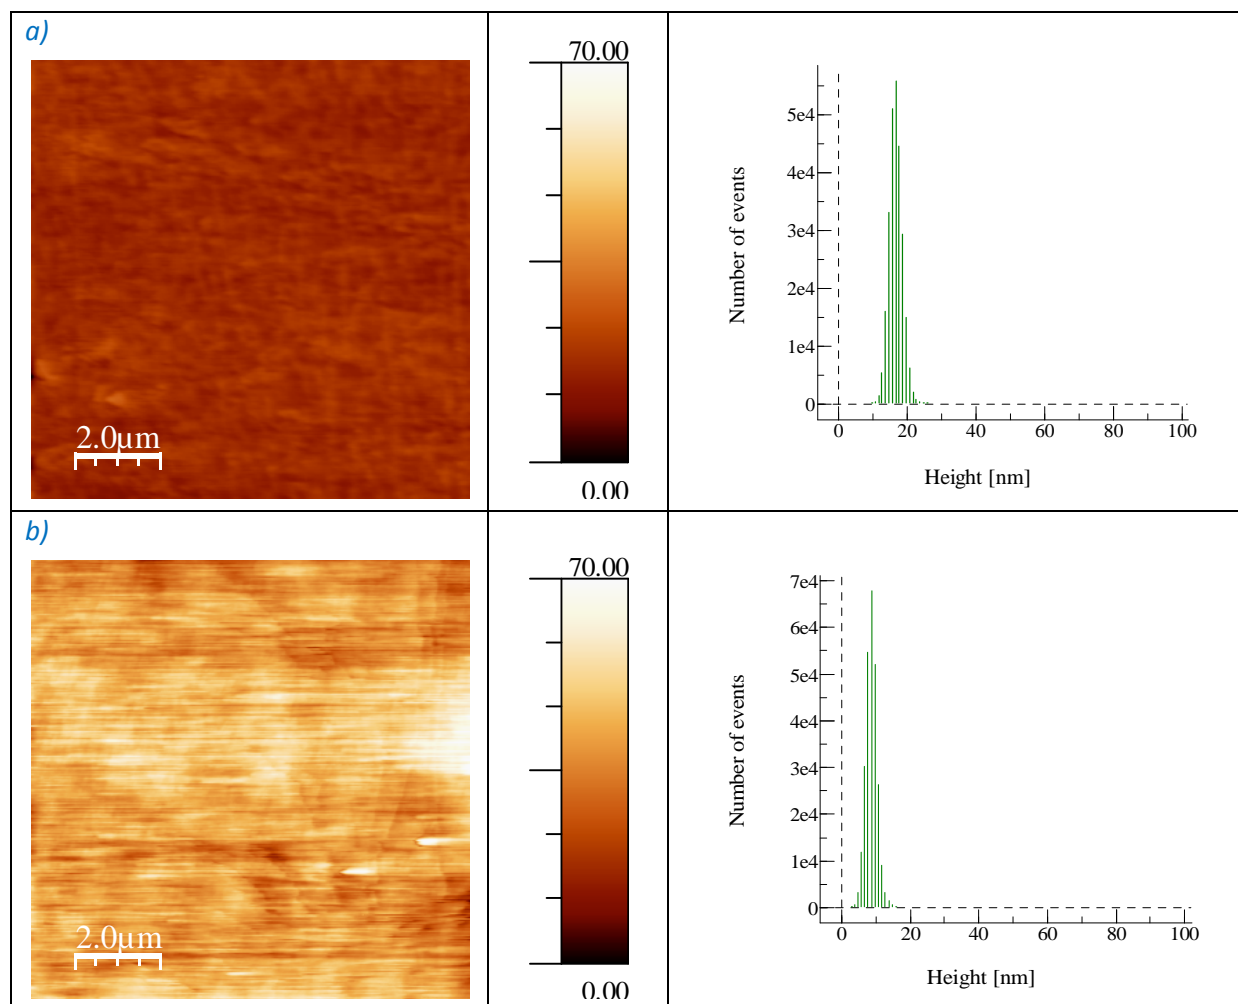 a)
70.00
0.00
2.0µm
Number of events
5e4
4e4
3e4
2e4
1e4
0
0 20 40 60 80 100
Height [nm]
b)
70.00
0.00
2.0µm
Number of events
7e4
6e4
5e4
4e4
3e4
2e4
1e4
0
0 20 40 60 80 100
Height [nm]